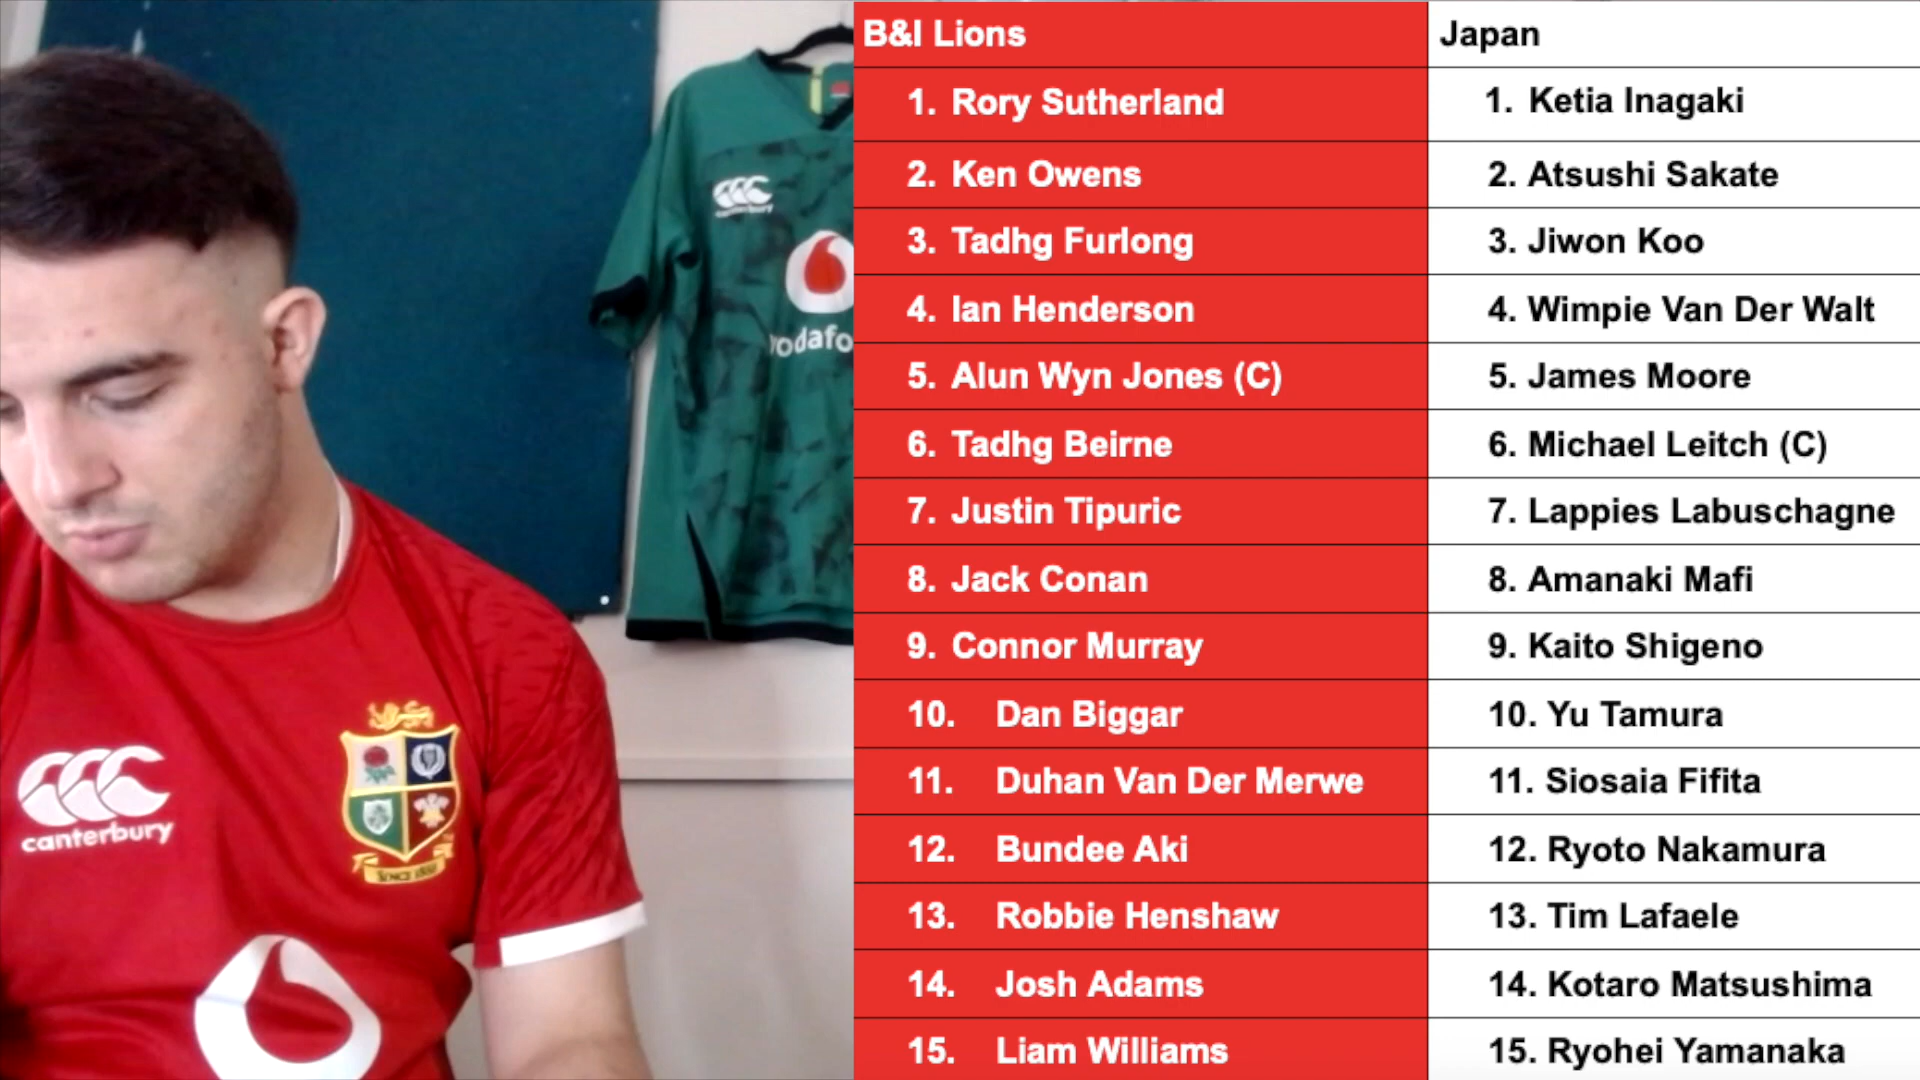 canterbury
vodafo
canterbury
SINCE 1888
B&I Lions
Japan
1. Rory Sutherland
1. Ketia Inagaki
2. Ken Owens
2. Atsushi Sakate
3. Tadhg Furlong
3. Jiwon Koo
4. Ian Henderson
4. Wimpie Van Der Walt
5. Alun Wyn Jones (C)
5. James Moore
6. Tadhg Beirne
6. Michael Leitch (C)
7. Justin Tipuric
7. Lappies Labuschagne
8. Jack Conan
8. Amanaki Mafi
9. Connor Murray
9. Kaito Shigeno
10. Dan Biggar
10. Yu Tamura
11. Duhan Van Der Merwe
11. Siosaia Fifita
12. Bundee Aki
12. Ryoto Nakamura
13. Robbie Henshaw
13. Tim Lafaele
14. Josh Adams
14. Kotaro Matsushima
15. Liam Williams
15. Ryohei Yamanaka